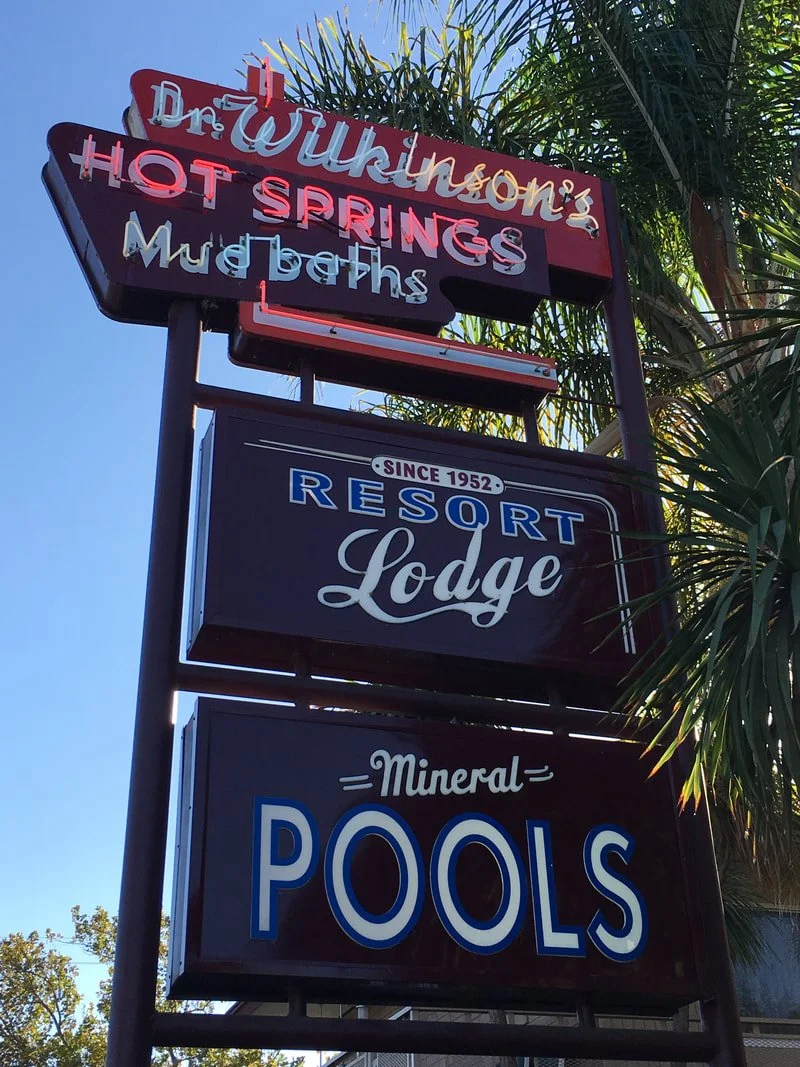 Dr. Wilkinson's
HOT SPRINGS
Mud baths
SINCE 1952
RESORT
Lodge
Mineral
POOLS